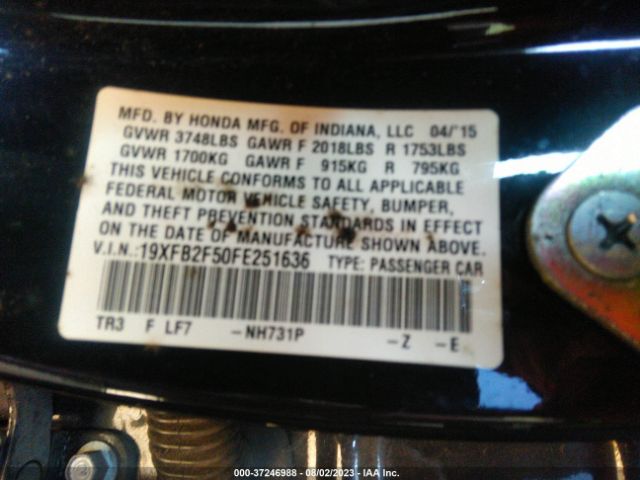 MFD. BY HONDA MFG. OF INDIANA, LLC 04/'15
GVWR 3748LBS GAWR F 2018LBS R 1753LBS
GVWR 1700KG GAWR F 915KG R 795KG
THIS VEHICLE CONFORMS TO ALL APPLICABLE
FEDERAL MOTOR VEHICLE SAFETY, BUMPER,
AND THEFT PREVENTION STANDARDS IN EFFECT
ON THE DATE OF MANUFACTURE SHOWN ABOVE.
V.I.N.:19XFB2F50FE251636 TYPE: PASSENGER CAR
TR3 F LF7 -NH731P -Z -E
000-37246988 - 08/02/2023 - IAA Inc.